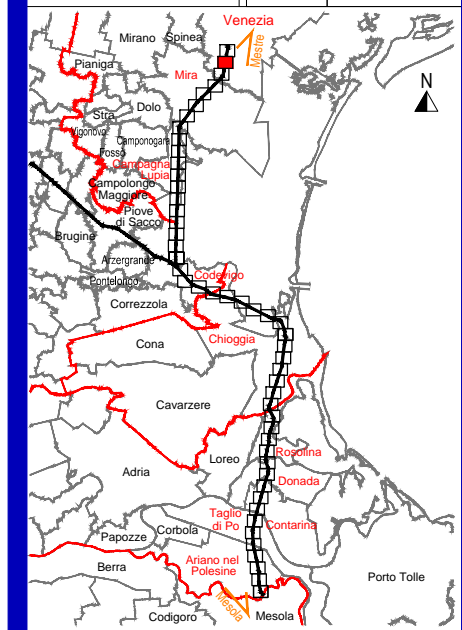 Venezia
Mirano
Spinea
Mestre
Pianiga
Mira
N
Dolo
Stra
Vigonovo
Camponogara
Fossò
Campagna
Lupia
Campolongo
Maggiore
Piove
di Sacco
Brugine
Arzergrande
Codevigo
Pontelongo
Correzzola
Chioggia
Cona
Cavarzere
Rosolina
Loreo
Adria
Donada
Taglio
di Po
Contarina
Corbola
Papozze
Ariano nel
Polesine
Berra
Porto Tolle
Mesola
Mesola
Codigoro